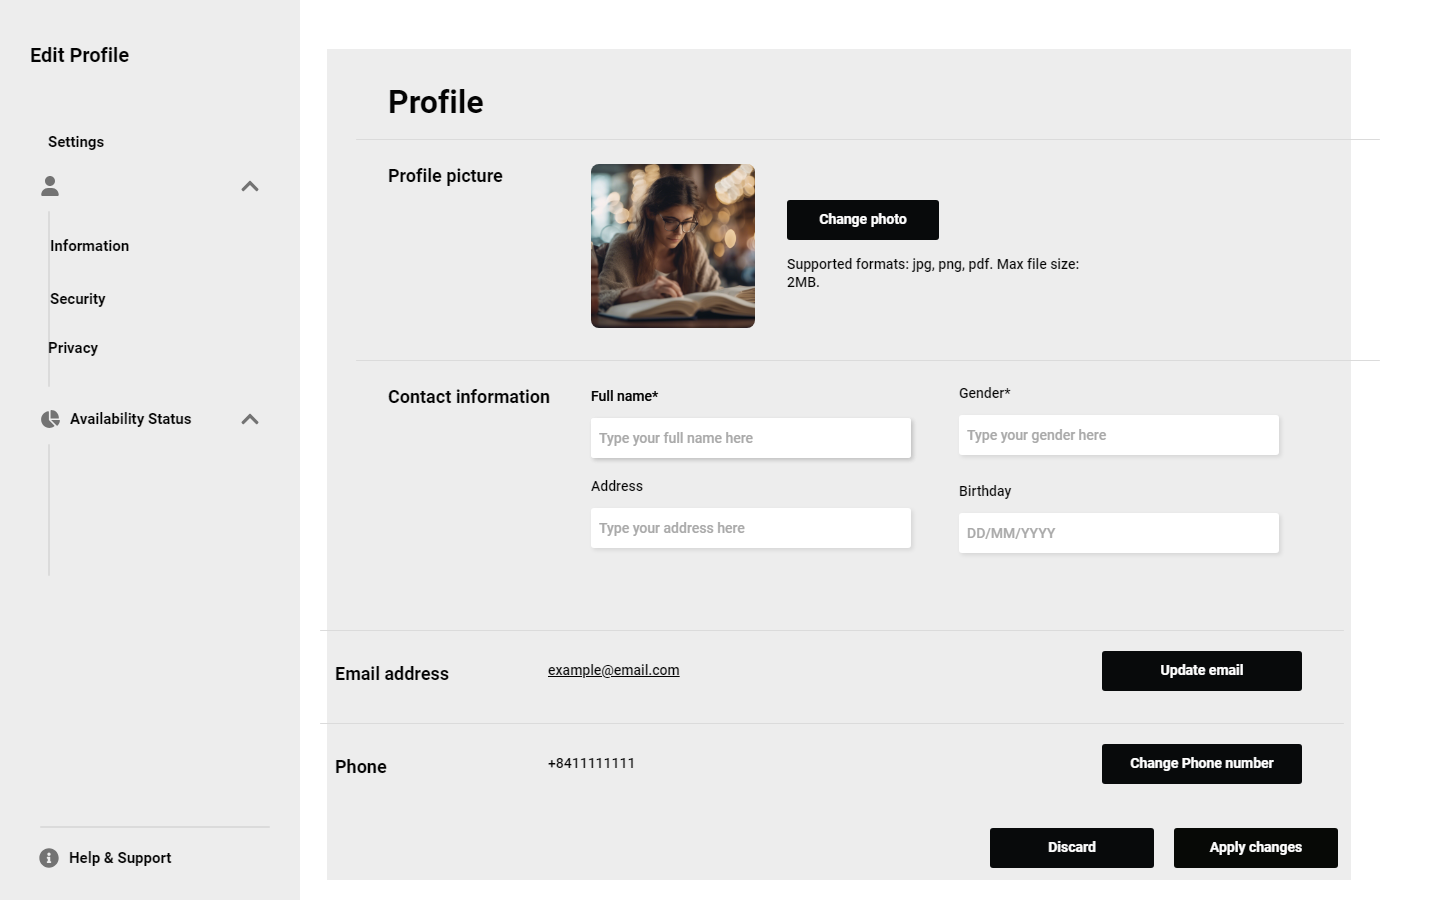 Edit Profile
Settings
Information
Security
Privacy
Availability Status
Help & Support
Profile
Profile picture
Change photo
Supported formats: jpg, png, pdf. Max file size:
2MB.
Contact information
Full name*
Type your full name here
Gender*
Type your gender here
Address
Type your address here
Birthday
DD/MM/YYYY
Email address
example@email.com
Update email
Phone
+8411111111
Change Phone number
Discard
Apply changes